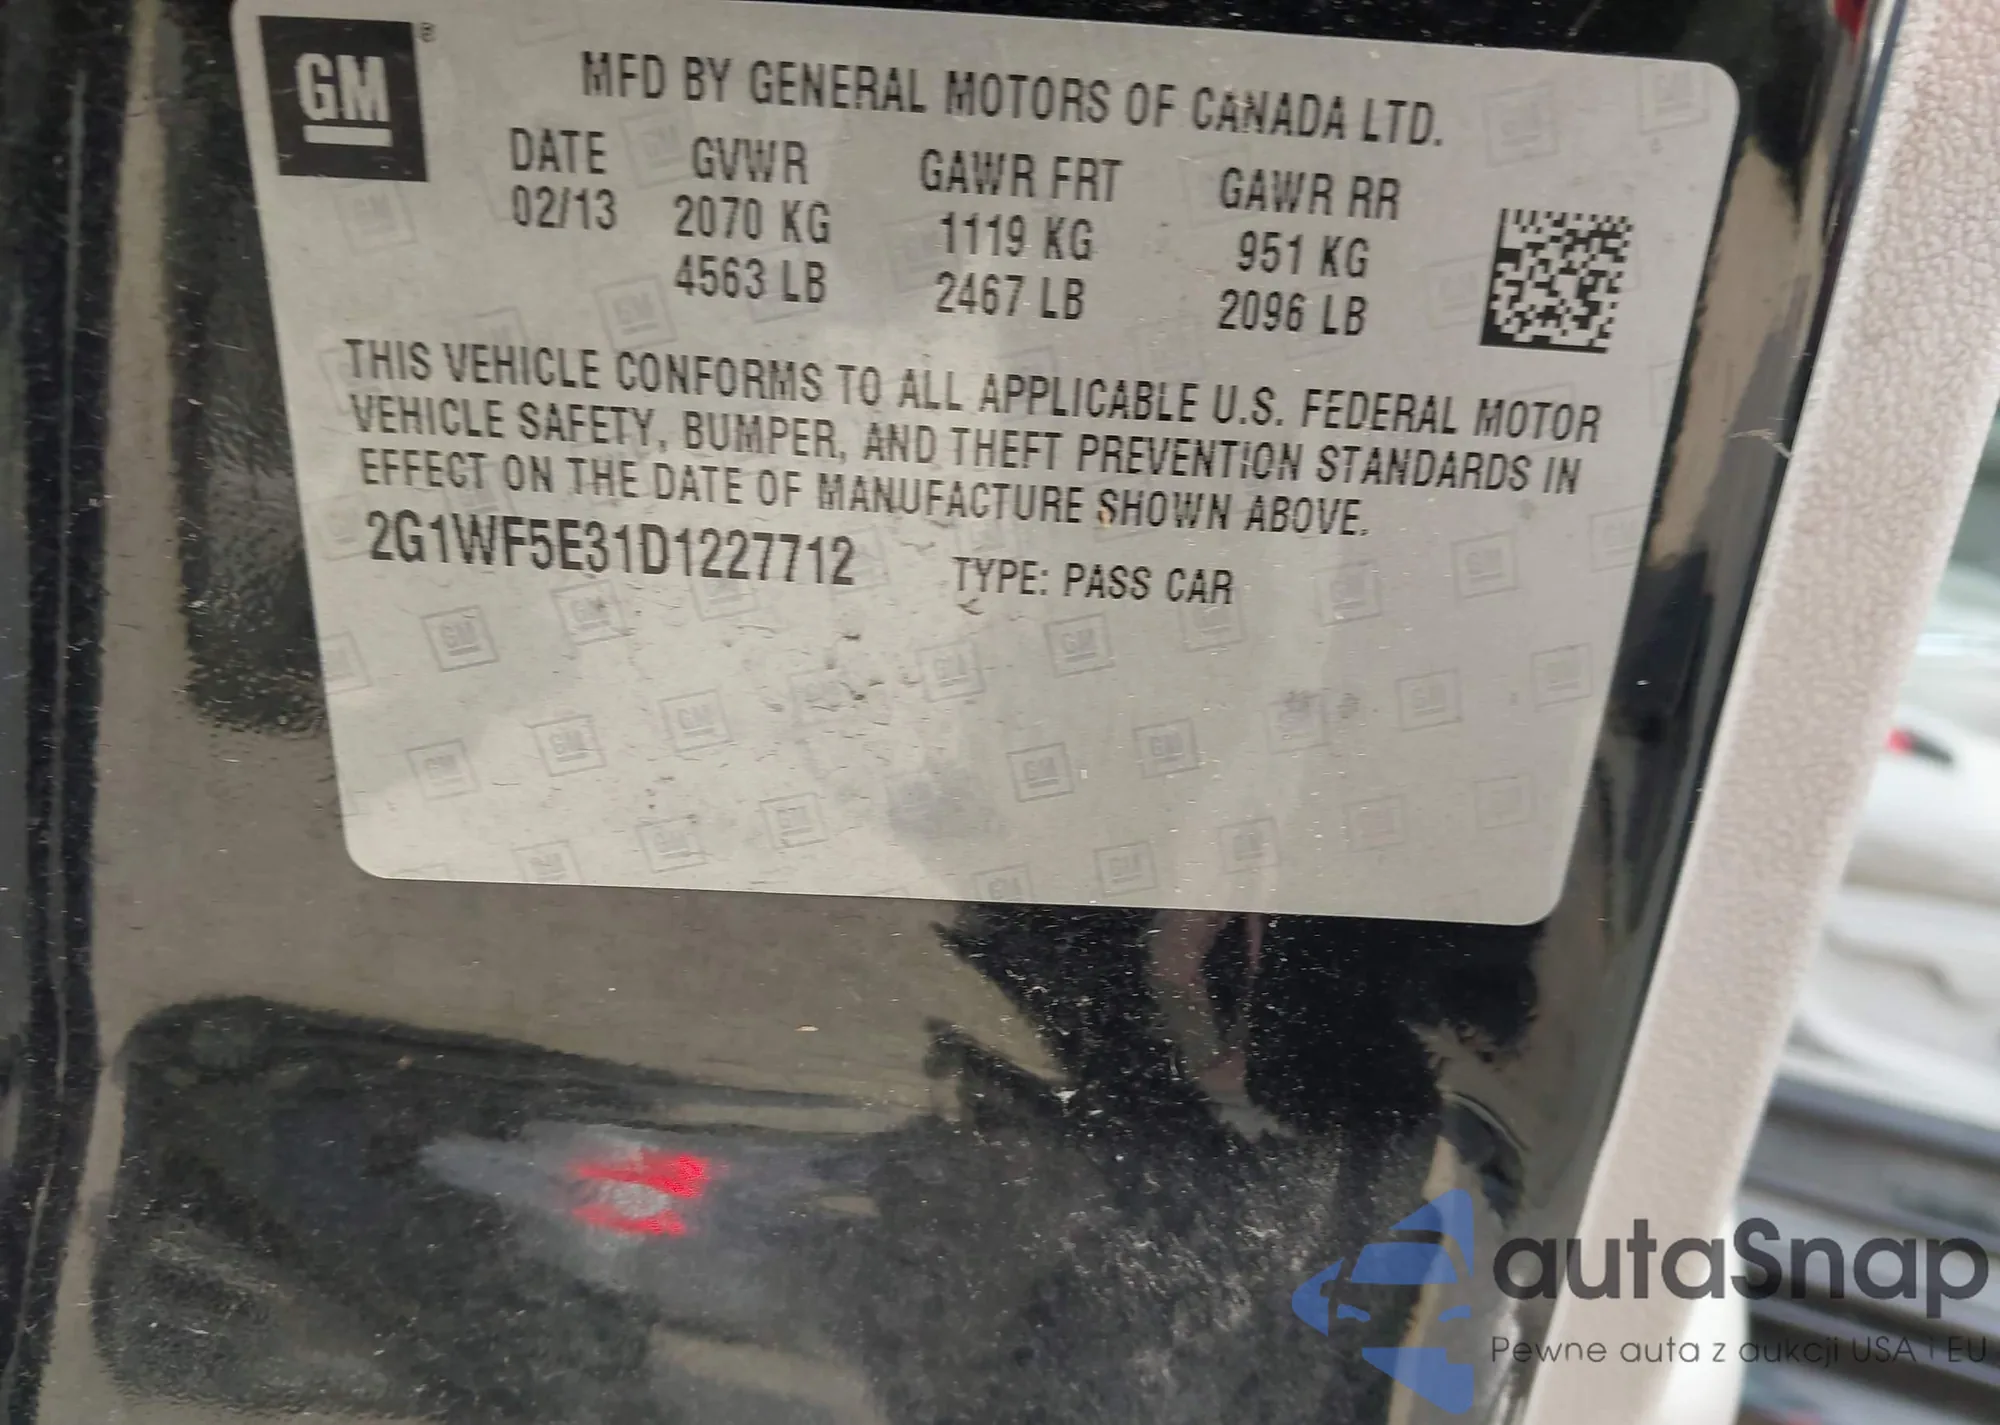 GM ®
MFD BY GENERAL MOTORS OF CANADA LTD.
DATE GVWR GAWR FRT GAWR RR
02/13 2070 KG 1119 KG 951 KG
4563 LB 2467 LB 2096 LB
THIS VEHICLE CONFORMS TO ALL APPLICABLE U.S. FEDERAL MOTOR
VEHICLE SAFETY, BUMPER, AND THEFT PREVENTION STANDARDS IN
EFFECT ON THE DATE OF MANUFACTURE SHOWN ABOVE.
2G1WF5E31D1227712 TYPE: PASS CAR
autaSnap
Pewne auta z aukcji USA i EU